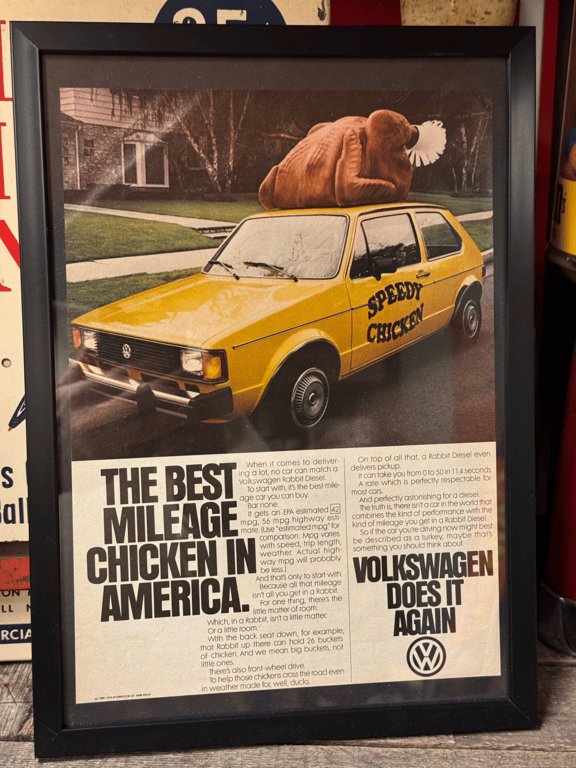 95
SPEEDY
CHICKEN
THE BEST
MILEAGE
CHICKEN IN
AMERICA.
When it comes to deliver-
ing a lot, no car can match a
Volkswagen Rabbit Diesel.
To start with, it's the best mile-
age car you can buy.
Bar none.
It gets an EPA estimated 42
mpg, 56 mpg highway esti-
mate. (Use "estimated mpg" for
comparison. Mpg varies
with speed, trip length,
weather. Actual high-
way mpg will probably
be less.)
And that's only to start with.
Because all that mileage
isn't all you get in a Rabbit.
For one thing, there's the
little matter of room.
Which, in a Rabbit, isn't a little matter.
Or a little room.
With the back seat down, for example,
that Rabbit up there can hold 26 buckets
of chicken. And we mean big buckets, not
little ones.
There's also front-wheel drive.
To help those chickens cross the road even
in weather made for, well, ducks.
On top of all that, a Rabbit Diesel even
delivers pickup.
It can take you from 0 to 50 in 11.4 seconds.
A rate which is perfectly respectable for
most cars.
And perfectly astonishing for a diesel.
The truth is, there isn't a car in the world that
combines the kind of performance with the
kind of mileage you get in a Rabbit Diesel.
So if the car you're driving now might best
be described as a turkey, maybe that's
something you should think about.
VOLKSWAGEN
DOES IT
AGAIN
© 1981 VOLKSWAGEN OF AMERICA